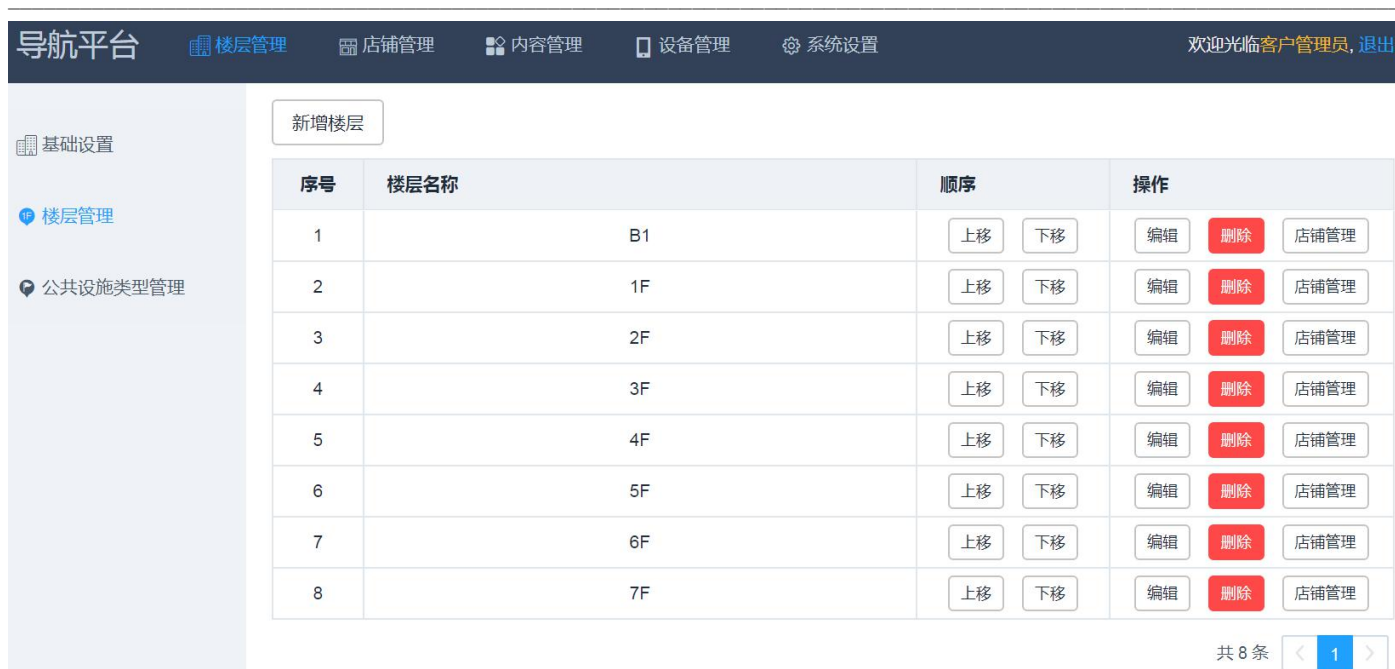 导航平台 楼层管理 店铺管理 内容管理 设备管理 系统设置 欢迎光临客户管理员, 退出
基础设置
楼层管理
公共设施类型管理
新增楼层
序号 楼层名称 顺序 操作
1 B1 上移 下移 编辑 删除 店铺管理
2 1F 上移 下移 编辑 删除 店铺管理
3 2F 上移 下移 编辑 删除 店铺管理
4 3F 上移 下移 编辑 删除 店铺管理
5 4F 上移 下移 编辑 删除 店铺管理
6 5F 上移 下移 编辑 删除 店铺管理
7 6F 上移 下移 编辑 删除 店铺管理
8 7F 上移 下移 编辑 删除 店铺管理
共 8 条 < 1 >